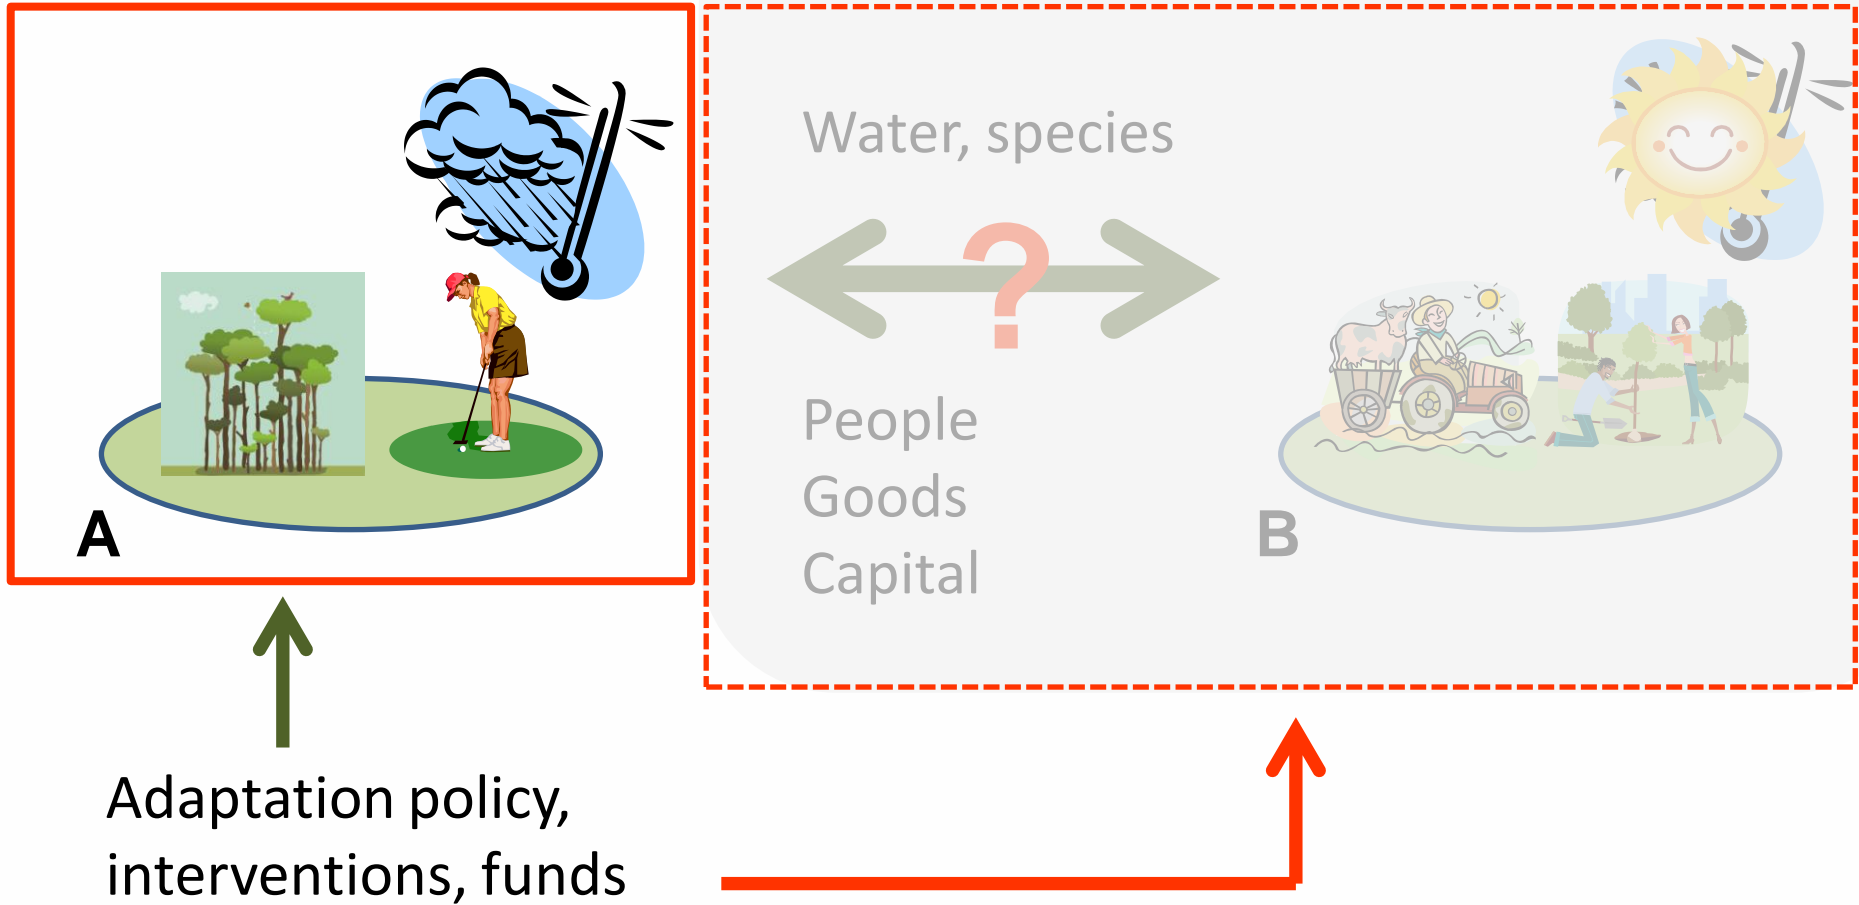 Water, species
?
People
Goods
Capital
A
B
Adaptation policy,
interventions, funds